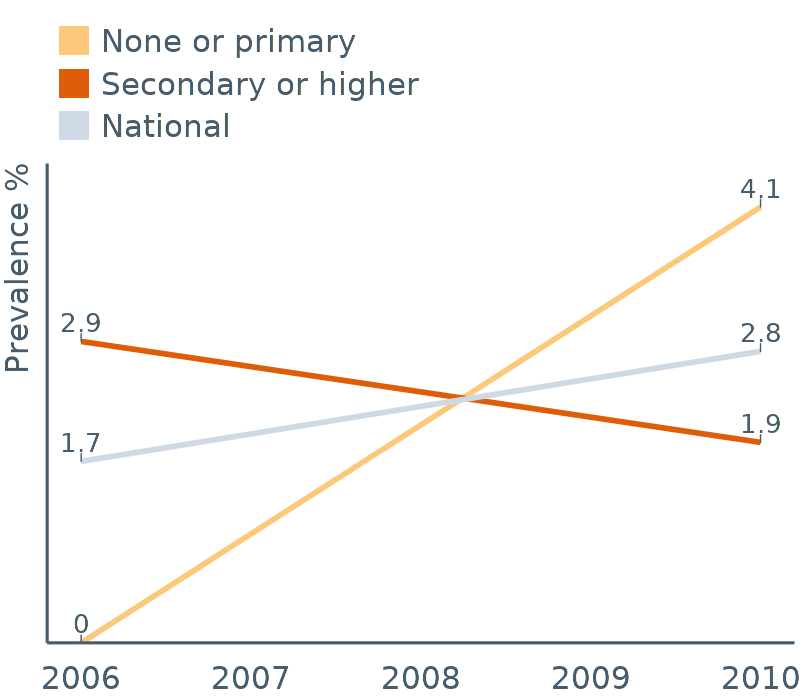 None or primary
Secondary or higher
National
Prevalence %
4.1
2.9
2.8
1.9
1.7
0
2006 2007 2008 2009 2010